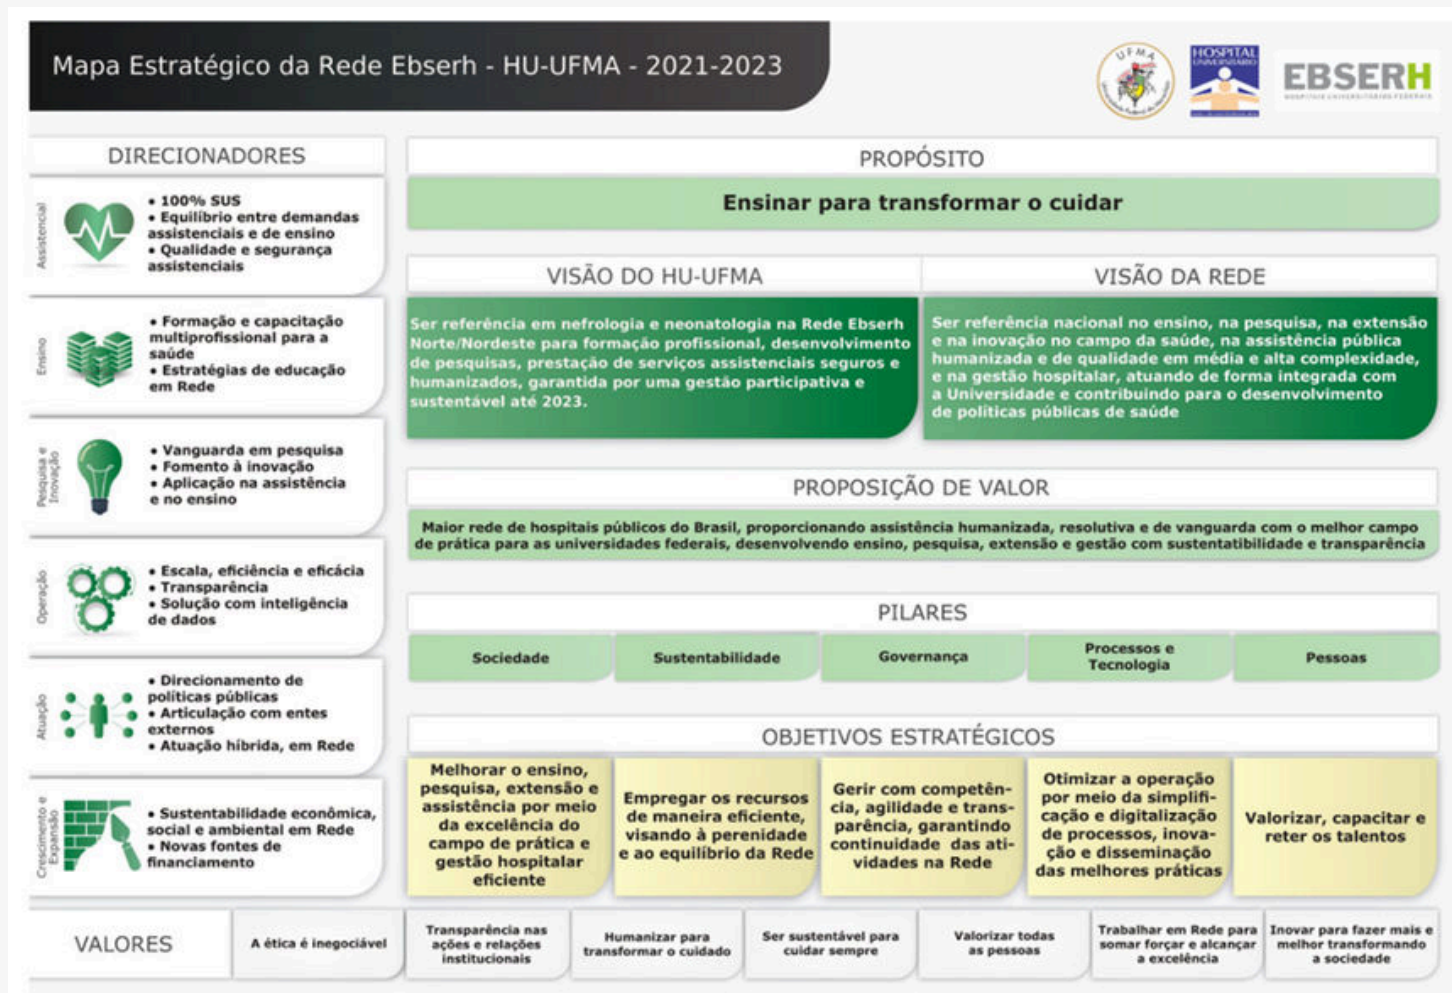 Mapa Estratégico da Rede Ebserh - HU-UFMA - 2021-2023
UFMA
HOSPITAL
UNIVERSITÁRIO
EBSERH
HOSPITAIS UNIVERSITÁRIOS FEDERAIS
DIRECIONADORES
Assistencial
• 100% SUS
• Equilíbrio entre demandas
assistenciais e de ensino
• Qualidade e segurança
assistenciais
Ensino
• Formação e capacitação
multiprofissional para a
saúde
• Estratégias de educação
em Rede
Pesquisa e
Inovação
• Vanguarda em pesquisa
• Fomento à inovação
• Aplicação na assistência
e no ensino
Operação
• Escala, eficiência e eficácia
• Transparência
• Solução com inteligência
de dados
Atuação
• Direcionamento de
políticas públicas
• Articulação com entes
externos
• Atuação híbrida, em Rede
Crescimento e
Expansão
• Sustentabilidade econômica,
social e ambiental em Rede
• Novas fontes de
financiamento
PROPÓSITO
Ensinar para transformar o cuidar
VISÃO DO HU-UFMA
Ser referência em nefrologia e neonatologia na Rede Ebserh
Norte/Nordeste para formação profissional, desenvolvimento
de pesquisas, prestação de serviços assistenciais seguros e
humanizados, garantida por uma gestão participativa e
sustentável até 2023.
VISÃO DA REDE
Ser referência nacional no ensino, na pesquisa, na extensão
e na inovação no campo da saúde, na assistência pública
humanizada e de qualidade em média e alta complexidade,
e na gestão hospitalar, atuando de forma integrada com
a Universidade e contribuindo para o desenvolvimento
de políticas públicas de saúde
PROPOSIÇÃO DE VALOR
Maior rede de hospitais públicos do Brasil, proporcionando assistência humanizada, resolutiva e de vanguarda com o melhor campo
de prática para as universidades federais, desenvolvendo ensino, pesquisa, extensão e gestão com sustentatibilidade e transparência
PILARES
Sociedade
Sustentabilidade
Governança
Processos e
Tecnologia
Pessoas
OBJETIVOS ESTRATÉGICOS
Melhorar o ensino,
pesquisa, extensão e
assistência por meio
da excelência do
campo de prática e
gestão hospitalar
eficiente
Empregar os recursos
de maneira eficiente,
visando à perenidade
e ao equilíbrio da Rede
Gerir com competên-
cia, agilidade e trans-
parência, garantindo
continuidade das ati-
vidades na Rede
Otimizar a operação
por meio da simplifi-
cação e digitalização
de processos, inova-
ção e disseminação
das melhores práticas
Valorizar, capacitar e
reter os talentos
VALORES
A ética é inegociável
Transparência nas
ações e relações
institucionais
Humanizar para
transformar o cuidado
Ser sustentável para
cuidar sempre
Valorizar todas
as pessoas
Trabalhar em Rede para
somar forçar e alcançar
a excelência
Inovar para fazer mais e
melhor transformando
a sociedade